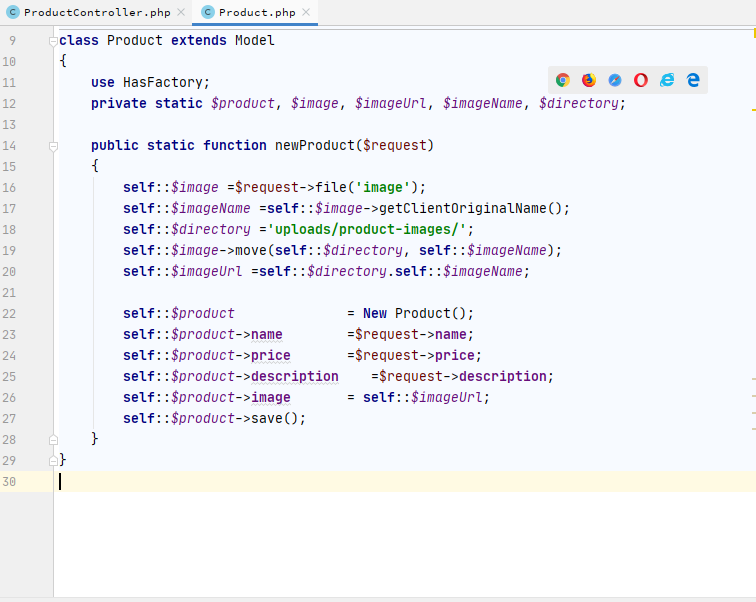 ProductController.php
Product.php
9 class Product extends Model
10 {
11     use HasFactory;
12     private static $product, $image, $imageUrl, $imageName, $directory;
13
14     public static function newProduct($request)
15     {
16         self::$image =$request->file('image');
17         self::$imageName =self::$image->getClientOriginalName();
18         self::$directory ='uploads/product-images/';
19         self::$image->move(self::$directory, self::$imageName);
20         self::$imageUrl =self::$directory.self::$imageName;
21
22         self::$product              = New Product();
23         self::$product->name        =$request->name;
24         self::$product->price       =$request->price;
25         self::$product->description    =$request->description;
26         self::$product->image       = self::$imageUrl;
27         self::$product->save();
28     }
29 }
30